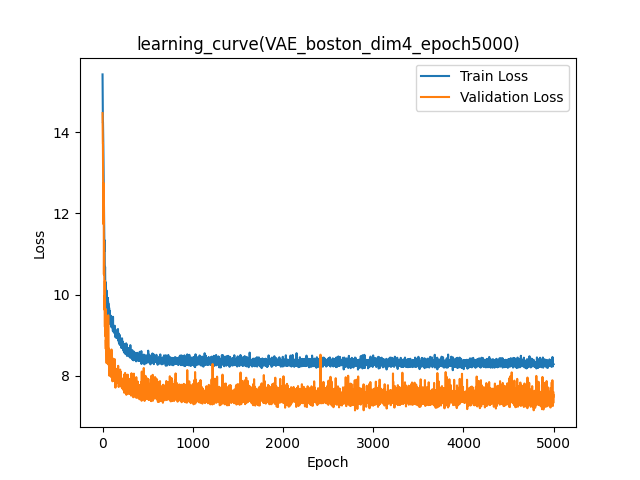 learning_curve(VAE_boston_dim4_epoch5000)
Train Loss
Validation Loss
Loss
14
12
10
8
0 1000 2000 3000 4000 5000
Epoch